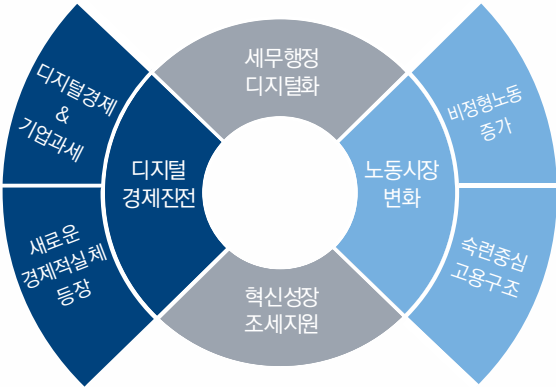 세무행정
디지털화
디지털경제
&
기업과세
비정형노동
증가
디지털
경제진전
노동시장
변화
새로운
경제적실체
등장
숙련중심
고용구조
혁신성장
조세지원